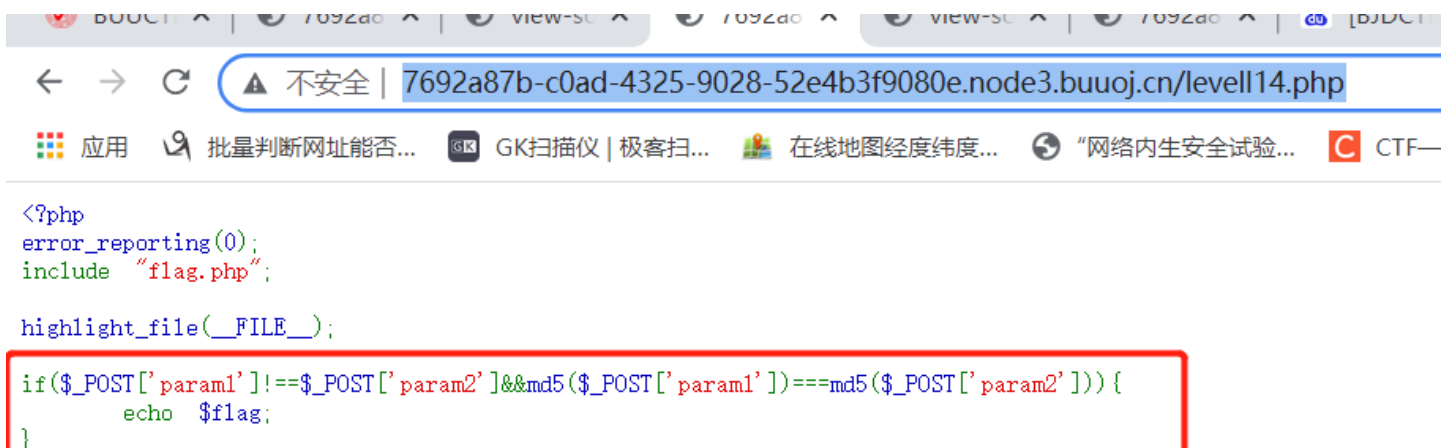 BUUCT 7692a8 view-sc 7692a8 view-sc 7692a8 [BJDCT
不安全 | 7692a87b-c0ad-4325-9028-52e4b3f9080e.node3.buuoj.cn/levell14.php
应用 批量判断网址能否... GK GK扫描仪 | 极客扫... 在线地图经度纬度... “网络内生安全试验... C CTF—
<?php
error_reporting(0);
include "flag.php";
highlight_file(__FILE__);
if($_POST['param1']!==$_POST['param2']&&md5($_POST['param1'])===md5($_POST['param2'])){
echo $flag;
}